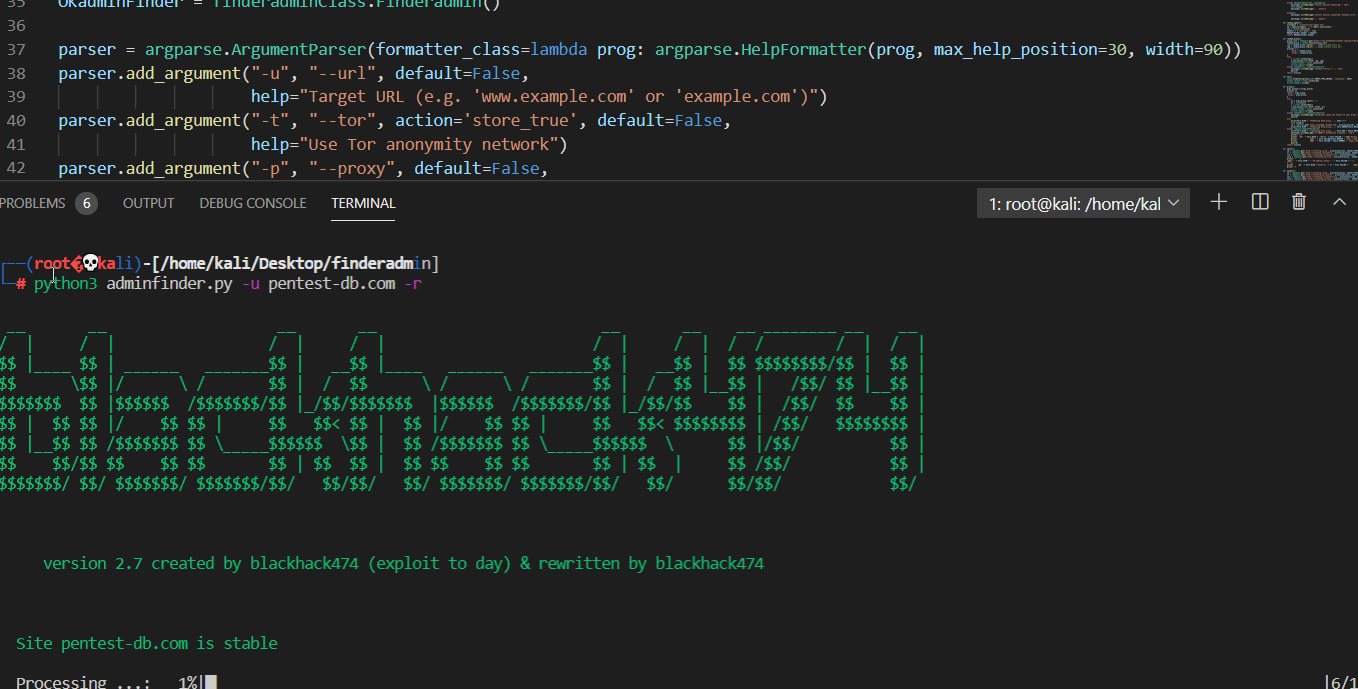 35 OkadminFinder = finderadminClass.Finderadmin()
36
37 parser = argparse.ArgumentParser(formatter_class=lambda prog: argparse.HelpFormatter(prog, max_help_position=30, width=90))
38 parser.add_argument("-u", "--url", default=False,
39 help="Target URL (e.g. 'www.example.com' or 'example.com')")
40 parser.add_argument("-t", "--tor", action='store_true', default=False,
41 help="Use Tor anonymity network")
42 parser.add_argument("-p", "--proxy", default=False,
PROBLEMS 6 OUTPUT DEBUG CONSOLE TERMINAL 1: root@kali: /home/kal
(root�💀kali)-[/home/kali/Desktop/finderadmin]
# python3 adminfinder.py -u pentest-db.com -r
version 2.7 created by blackhack474 (exploit to day) & rewritten by blackhack474
Site pentest-db.com is stable
Processing ...: 1%| |6/1